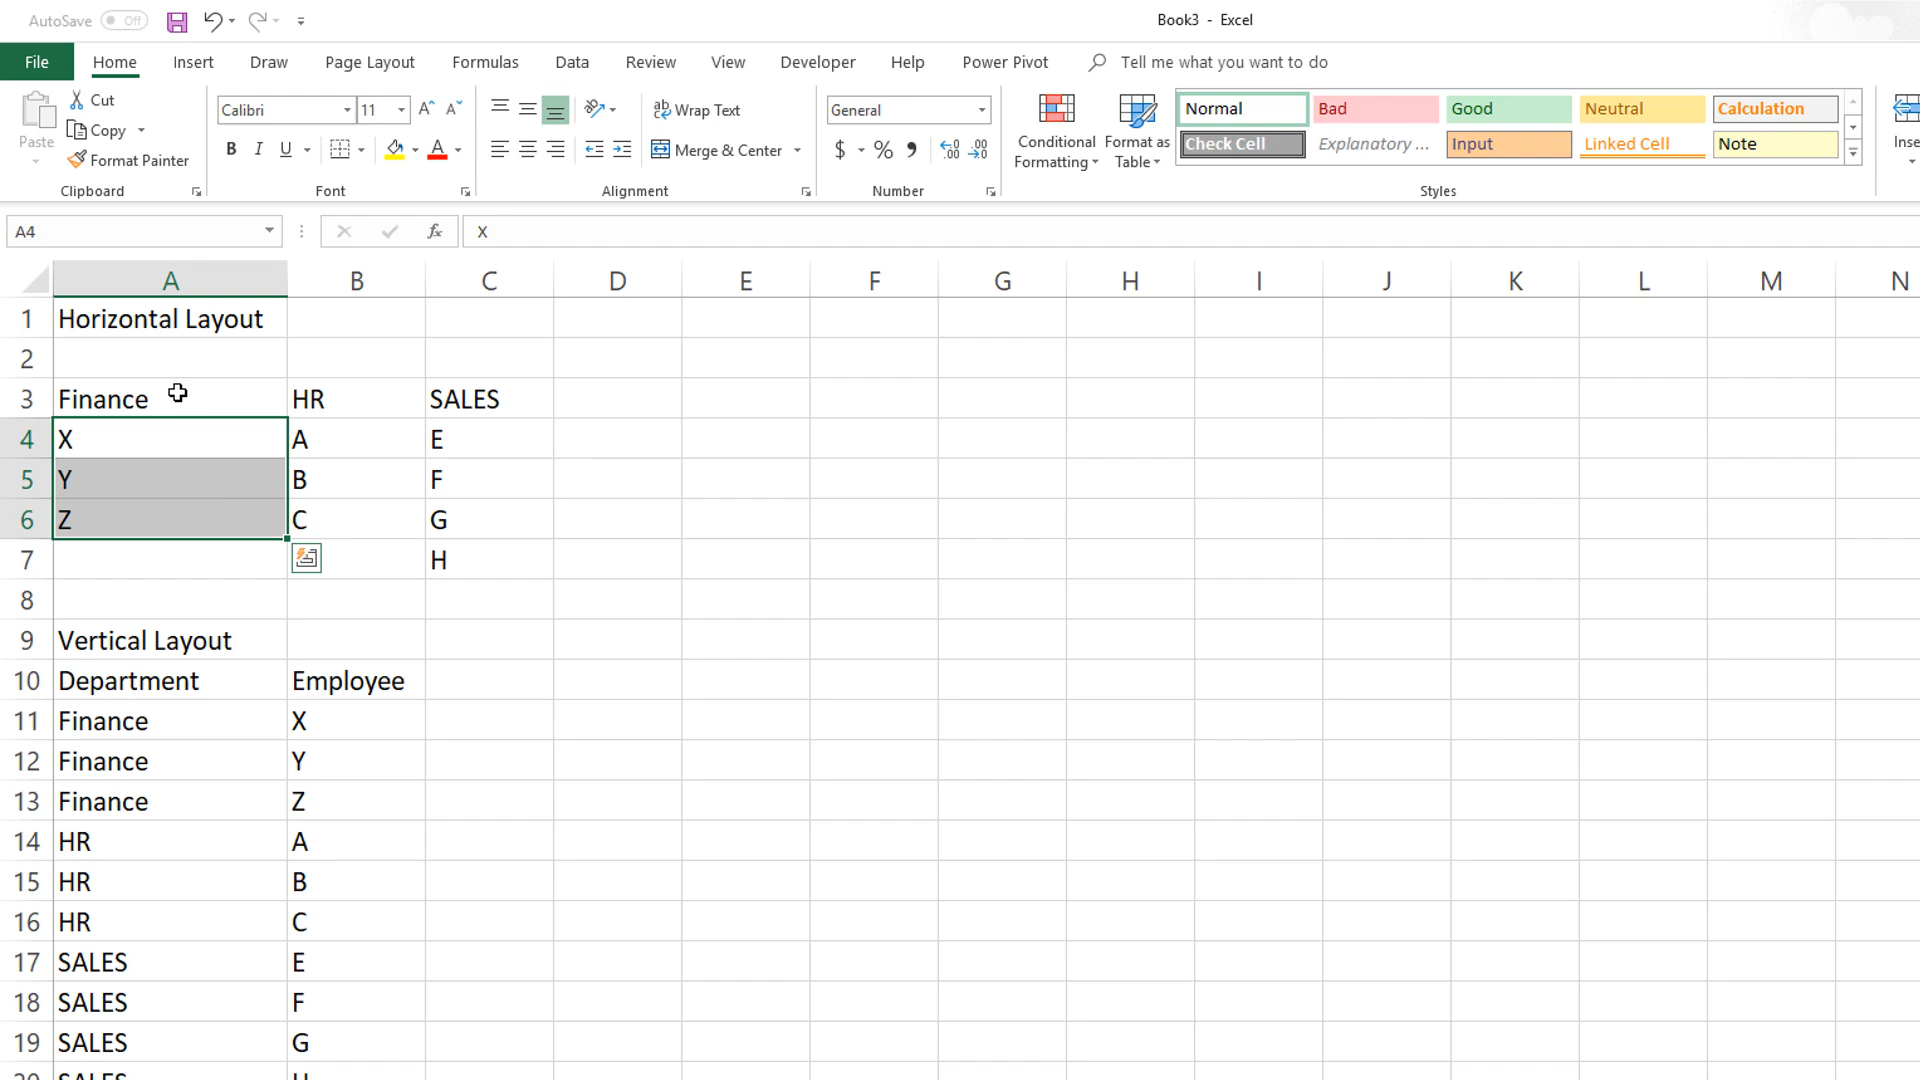 AutoSave Off Book3 - Excel
File Home Insert Draw Page Layout Formulas Data Review View Developer Help Power Pivot Tell me what you want to do
Paste Cut Copy Format Painter
Clipboard
Calibri 11
B I U A
Font
Wrap Text
Merge & Center
Alignment
General
$ %
Number
Conditional Formatting Format as Table
Normal Bad Good Neutral Calculation
Check Cell Explanatory ... Input Linked Cell Note
Styles
Inse
A4 fx X
A B C D E F G H I J K L M N
1 Horizontal Layout
2
3 Finance HR SALES
4 X A E
5 Y B F
6 Z C G
7 H
8
9 Vertical Layout
10 Department Employee
11 Finance X
12 Finance Y
13 Finance Z
14 HR A
15 HR B
16 HR C
17 SALES E
18 SALES F
19 SALES G